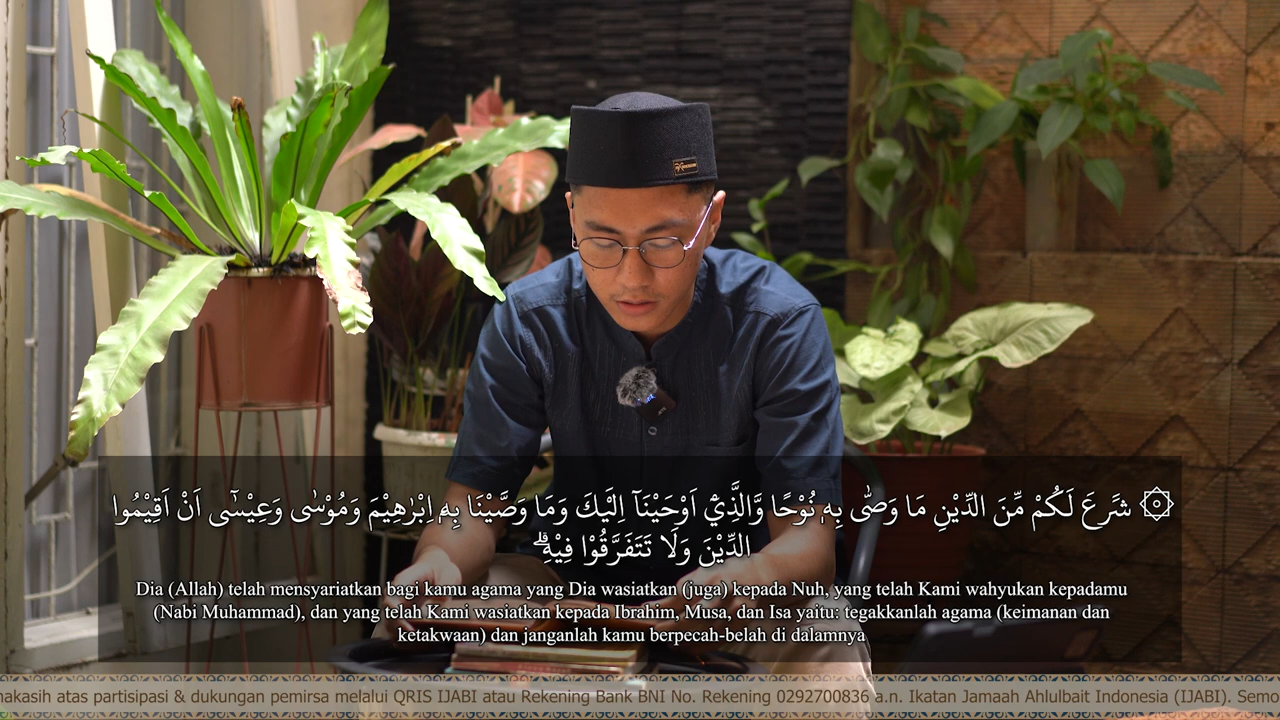 ۞ شَرَعَ لَكُمْ مِّنَ الدِّيْنِ مَا وَصّٰى بِهٖ نُوْحًا وَّالَّذِيْٓ اَوْحَيْنَآ اِلَيْكَ وَمَا وَصَّيْنَا بِهٖٓ اِبْرٰهِيْمَ وَمُوْسٰى وَعِيْسٰٓى اَنْ اَقِيْمُوا
الدِّيْنَ وَلَا تَتَفَرَّقُوْا فِيْهِۗ
Dia (Allah) telah mensyariatkan bagi kamu agama yang Dia wasiatkan (juga) kepada Nuh, yang telah Kami wahyukan kepadamu
(Nabi Muhammad), dan yang telah Kami wasiatkan kepada Ibrahim, Musa, dan Isa yaitu: tegakkanlah agama (keimanan dan
ketakwaan) dan janganlah kamu berpecah-belah di dalamnya
makasih atas partisipasi & dukungan pemirsa melalui QRIS IJABI atau Rekening Bank BNI No. Rekening 0292700836 a.n. Ikatan Jamaah Ahlulbait Indonesia (IJABI). Semo